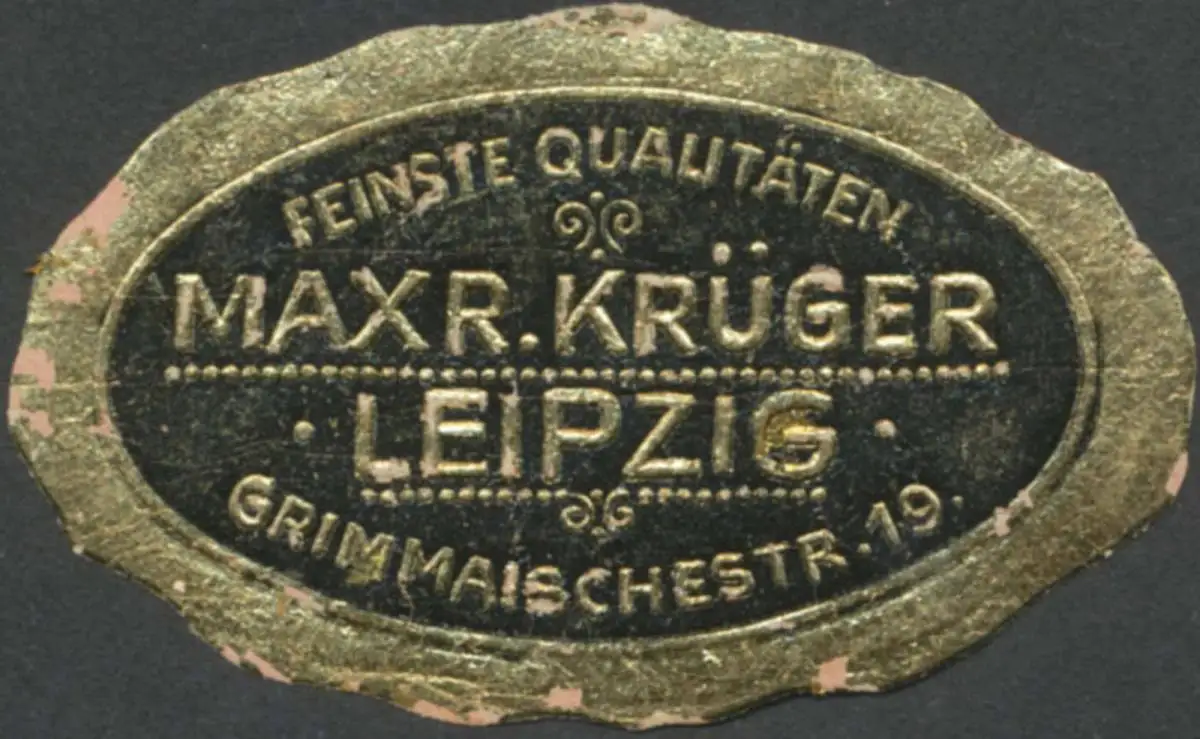 FEINSTE QUALITÄTEN
MAX R. KRÜGER
LEIPZIG
GRIMMAISCHESTR. 19.